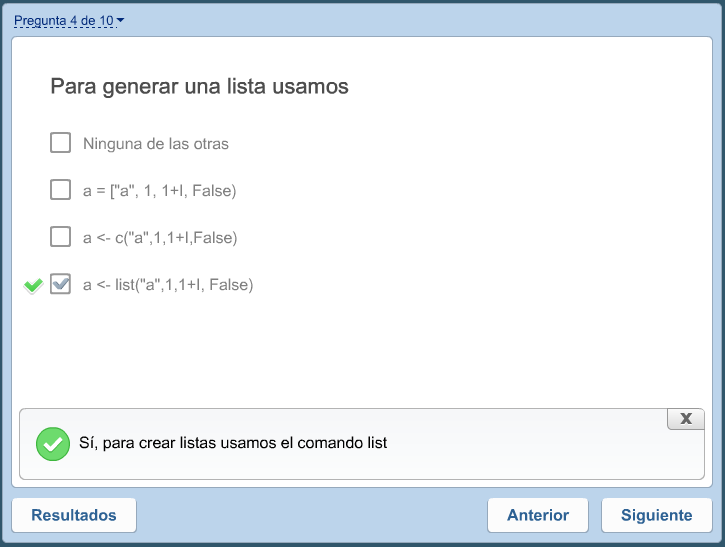 Pregunta 4 de 10
Para generar una lista usamos
Ninguna de las otras
a = ["a", 1, 1+I, False)
a <- c("a",1,1+I,False)
a <- list("a",1,1+I, False)
X
Sí, para crear listas usamos el comando list
Resultados
Anterior
Siguiente